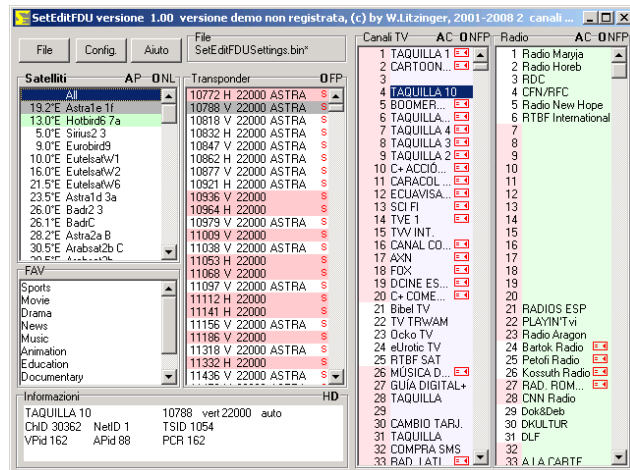 SetEditFDU versione 1.00 versione demo non registrata, (c) by W.Litzinger, 2001-2008 2 canali ...
File Config. Aiuto
File
SetEditFDUSettings.bin*
Satelliti AP ONL
All
19.2°E Astra1e 1f
13.0°E Hotbird6 7a
5.0°E Sirius2 3
9.0°E Eurobird9
10.0°E EutelsatW1
16.0°E EutelsatW2
21.5°E EutelsatW6
23.5°E Astra1d 3a
26.0°E Badr2 3
26.1°E BadrC
28.2°E Astra2a B
30.5°E Arabsat2b C
FAV
Sports
Movie
Drama
News
Music
Animation
Education
Documentary
Transponder OFP
10772 H 22000 ASTRA S
10788 V 22000 ASTRA S
10818 V 22000 ASTRA S
10832 H 22000 ASTRA S
10847 V 22000 ASTRA S
10862 H 22000 ASTRA S
10877 V 22000 ASTRA S
10921 H 22000 ASTRA S
10936 V 22000 S
10964 H 22000 S
10979 V 22000 ASTRA S
11009 V 22000 S
11038 V 22000 ASTRA S
11053 H 22000 S
11068 V 22000 S
11097 V 22000 ASTRA S
11112 H 22000 S
11141 H 22000 S
11156 V 22000 ASTRA S
11186 V 22000 S
11318 V 22000 ASTRA S
11332 H 22000 S
11436 V 22000 ASTRA S
Informazioni HD
TAQUILLA 10 10788 vert 22000 auto
ChID 30362 NetID 1 TSID 1054
VPid 162 APid 88 PCR 162
Canali TV AC ONFP
1 TAQUILLA 1
2 CARTOON...
3
4 TAQUILLA 10
5 BOOMER...
6 TAQUILLA...
7 TAQUILLA 4
8 TAQUILLA 3
9 TAQUILLA 2
10 C+ ACCIÓ...
11 CARACOL ...
12 ECUAVISA...
13 SCI FI
14 TVE 1
15 TVV INT.
16 CANAL CO...
17 AXN
18 FOX
19 DCINE ES...
20 C+ COME...
21 Bibel TV
22 TV TRWAM
23 Ocko TV
24 eUrotic TV
25 RTBF SAT
26 MÚSICA D...
27 GUÍA DIGITAL+
28 TAQUILLA
29
30 CAMBIO TARJ.
31 TAQUILLA
32 COMPRA SMS
33 RAD. LATI...
Radio AC ONFP
1 Radio Maryja
2 Radio Horeb
3 RDC
4 CFN/RFC
5 Radio New Hope
6 RTBF International
7
8
9
10
11
12
13
14
15
16
17
18
19
20
21 RADIOS ESP
22 PLAYIN'Tvi
23 Radio Aragon
24 Bartok Radio
25 Petofi Radio
26 Kossuth Radio
27 RAD. ROM...
28 CNN Radio
29 Dok&Deb
30 DKULTUR
31 DLF
32
33 A LA CARTE